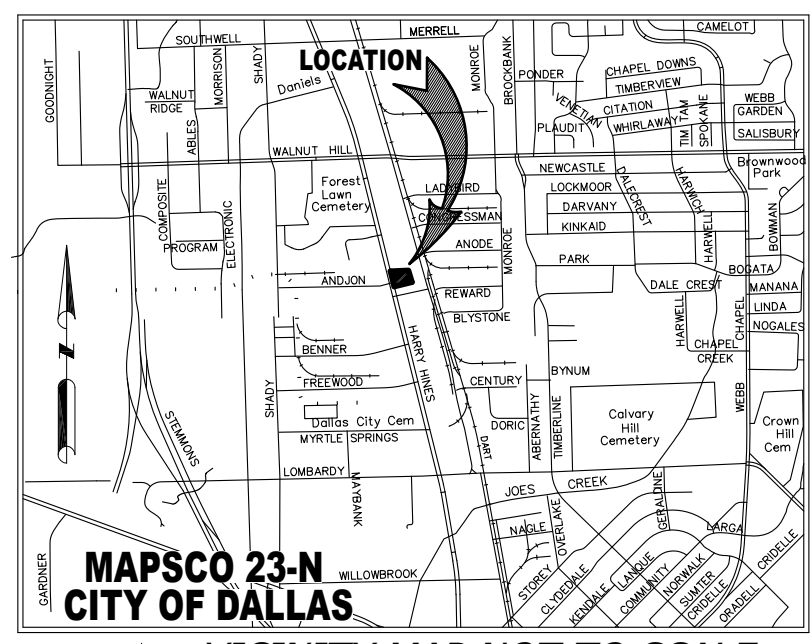 CAMELOT
MERRELL
SOUTHWELL
LOCATION
GOODNIGHT
MORRISON
SHADY
Daniels
MONROE
BROCKBANK
PONDER
CHAPEL DOWNS
TIMBERVIEW
WALNUT
RIDGE
VENETIAN
CITATION
WEBB
GARDEN
ABLES
PLAUDIT
WHIRLAWAY
TIM TAM
SPOKANE
SALISBURY
WALNUT HILL
NEWCASTLE
Brownwood
Park
COMPOSITE
Forest
Lawn
Cemetery
LADYBIRD
LOCKMOOR
DALECREST
HARWICH
CONGRESSMAN
DARVANY
BOWMAN
ELECTRONIC
KINKAID
HARWELL
PROGRAM
ANODE
MONROE
PARK
BOGATA
ANDJON
REWARD
DALE CREST
MANANA
BLYSTONE
HARWELL
CHAPEL
LINDA
NOGALES
HARRY HINES
BENNER
CHAPEL
CREEK
N
FREEWOOD
CENTURY
BYNUM
SHADY
WEBB
STEMMONS
Dallas City Cem
DORIC
ABERNATHY
TIMBERLINE
Calvary
Hill
Cemetery
Crown
Hill
Cem
MYRTLE SPRINGS
DART
LOMBARDY
MAYBANK
JOES CREEK
GERALDINE
NAGLE
OVERLAKE
LARGA
GARDNER
MAPSCO 23-N
CITY OF DALLAS
WILLOWBROOK
STOREY
CLYDEDALE
KENDALE
LANQUE
COMMUNITY
NORWALK
SUMTER
CRIDELLE
ORADELL
CRIDELLE